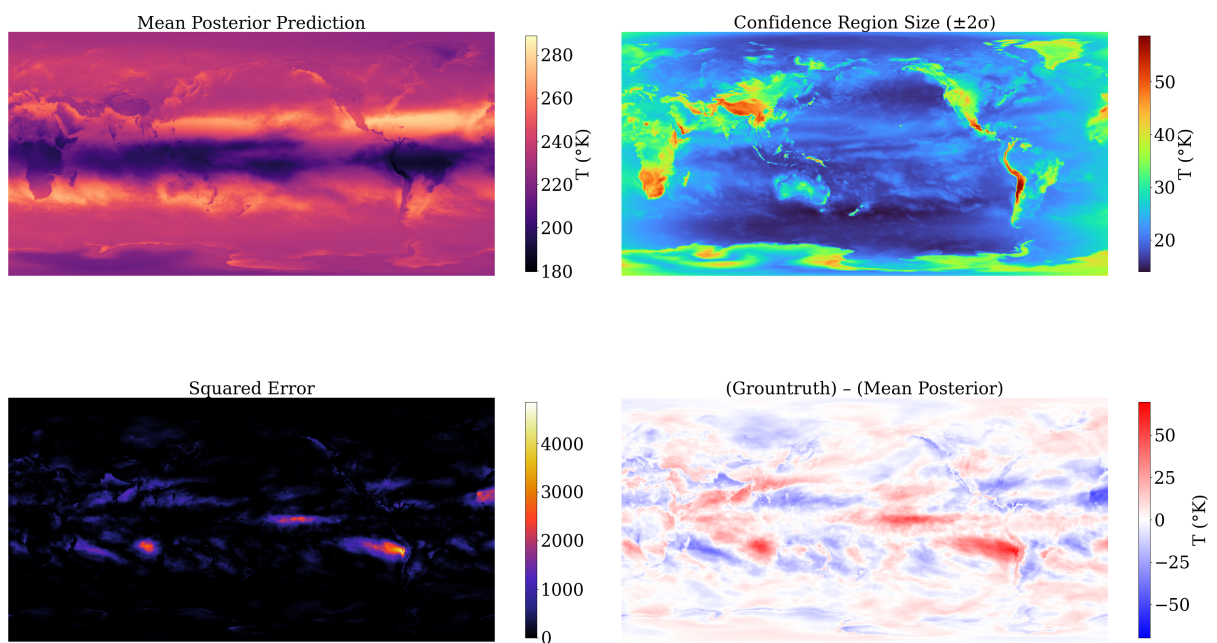 Mean Posterior Prediction
280
260
240
220
200
180
T (°K)
Confidence Region Size (±2σ)
50
40
30
20
T (°K)
Squared Error
4000
3000
2000
1000
0
(Grountruth) – (Mean Posterior)
50
25
0
−25
−50
T (°K)